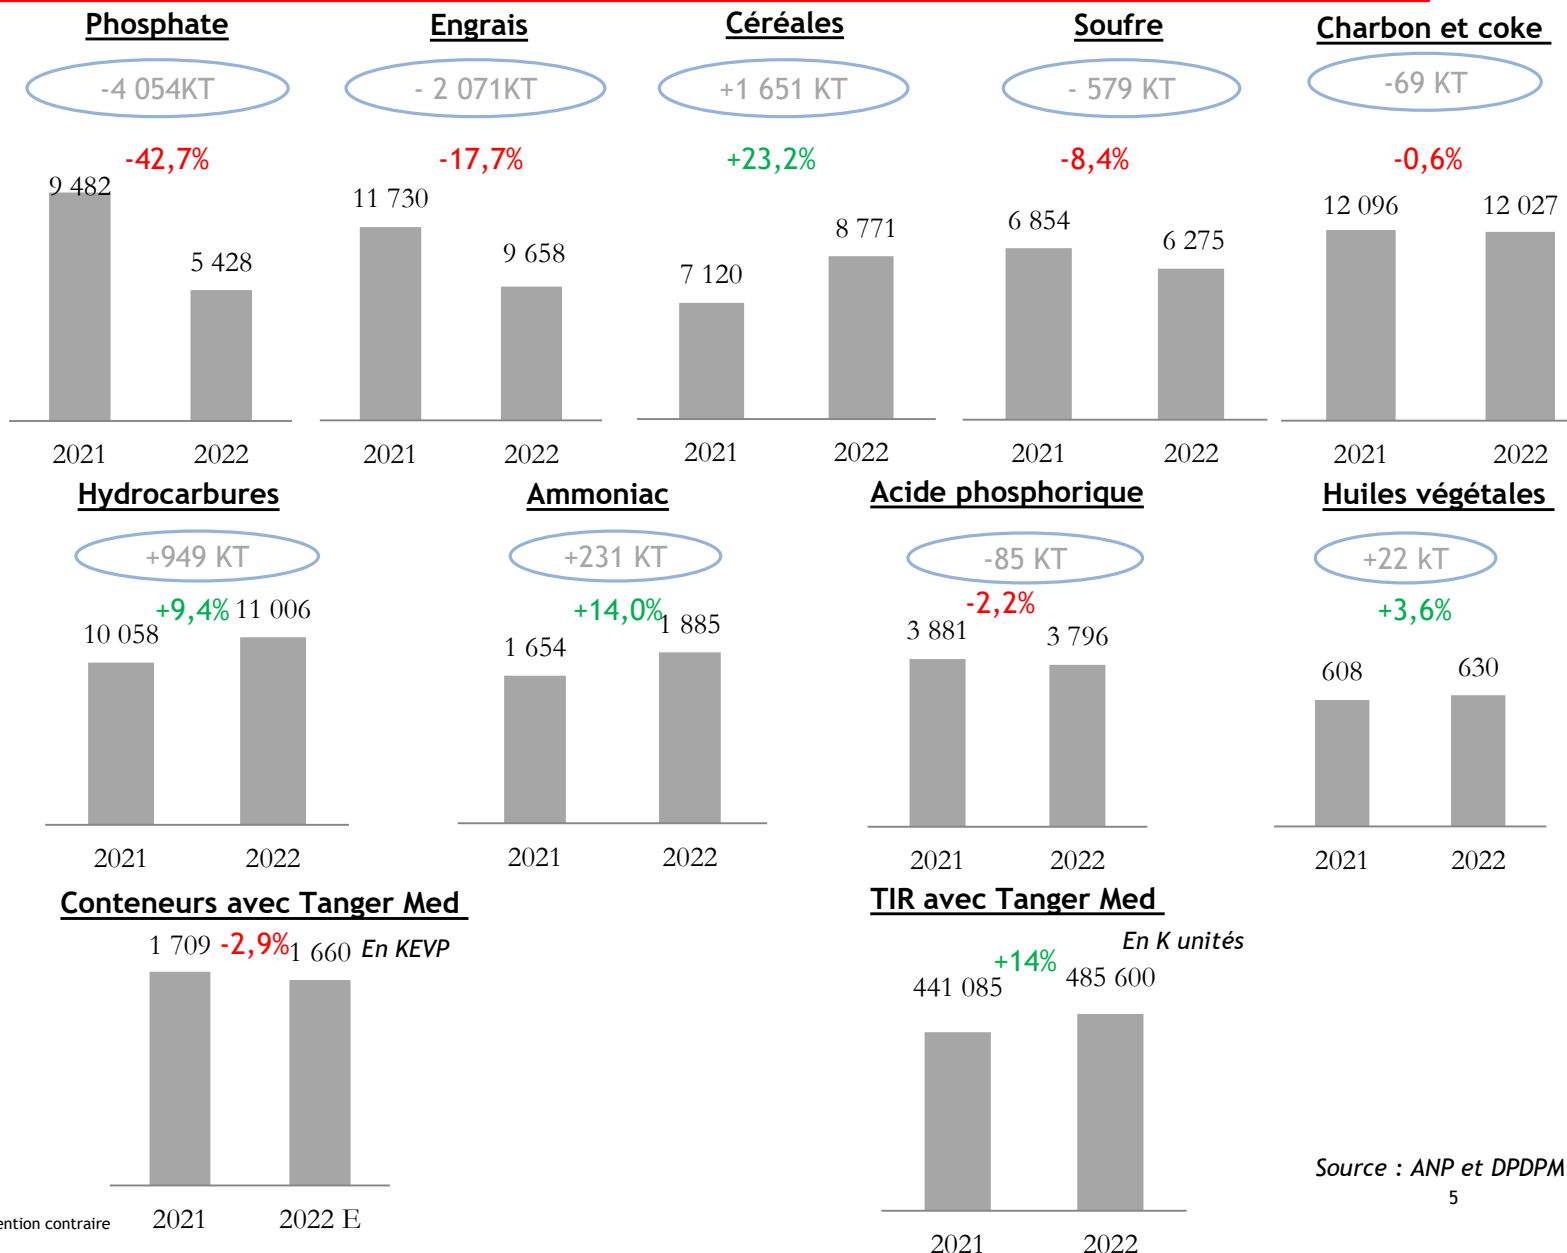 Phosphate
Engrais
Céréales
Soufre
Charbon et coke
-4 054KT
- 2 071KT
+1 651 KT
- 579 KT
-69 KT
-42,7%
-17,7%
+23,2%
-8,4%
-0,6%
9 482
5 428
11 730
9 658
7 120
8 771
6 854
6 275
12 096
12 027
2021
2022
2021
2022
2021
2022
2021
2022
2021
2022
Hydrocarbures
Ammoniac
Acide phosphorique
Huiles végétales
+949 KT
+231 KT
-85 KT
+22 kT
+9,4%
+14,0%
-2,2%
+3,6%
10 058
11 006
1 654
1 885
3 881
3 796
608
630
2021
2022
2021
2022
2021
2022
2021
2022
Conteneurs avec Tanger Med
TIR avec Tanger Med
1 709
-2,9%
1 660
En KEVP
En K unités
+14%
441 085
485 600
2021
2022 E
2021
2022
Source : ANP et DPDPM
5
ention contraire